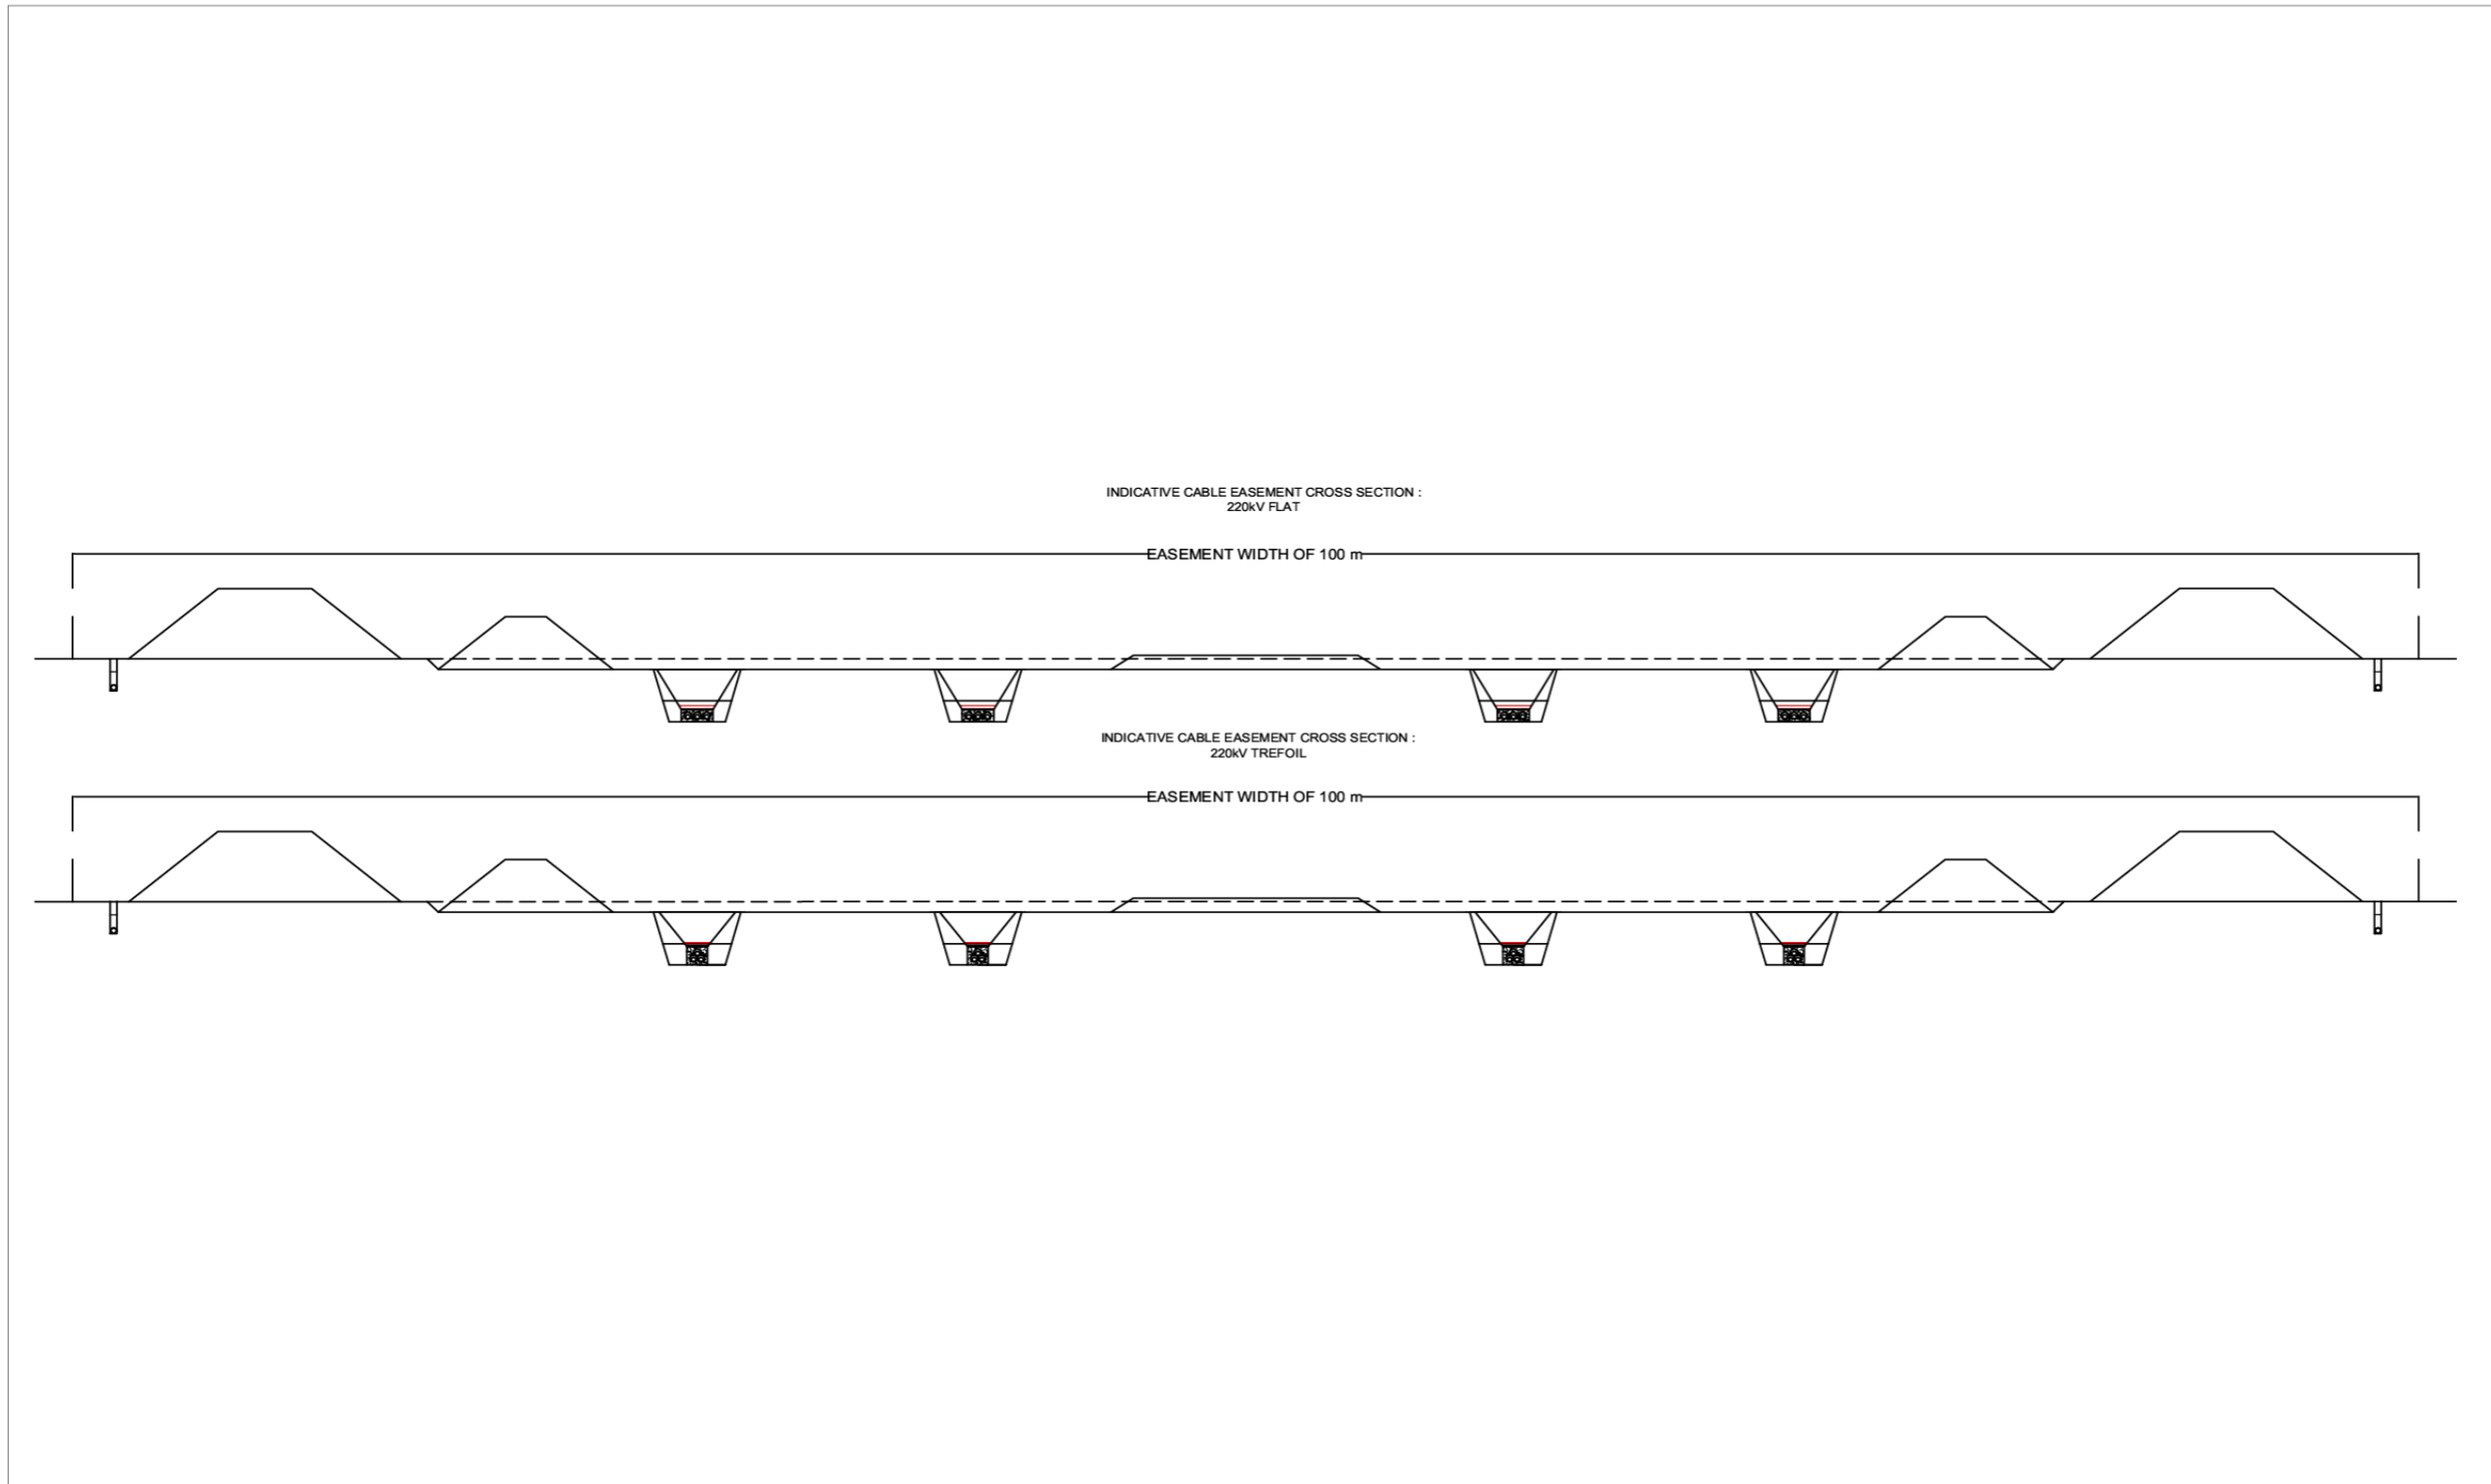 INDICATIVE CABLE EASEMENT CROSS SECTION :
220kV FLAT
EASEMENT WIDTH OF 100 m
INDICATIVE CABLE EASEMENT CROSS SECTION :
220kV TREFOIL
EASEMENT WIDTH OF 100 m